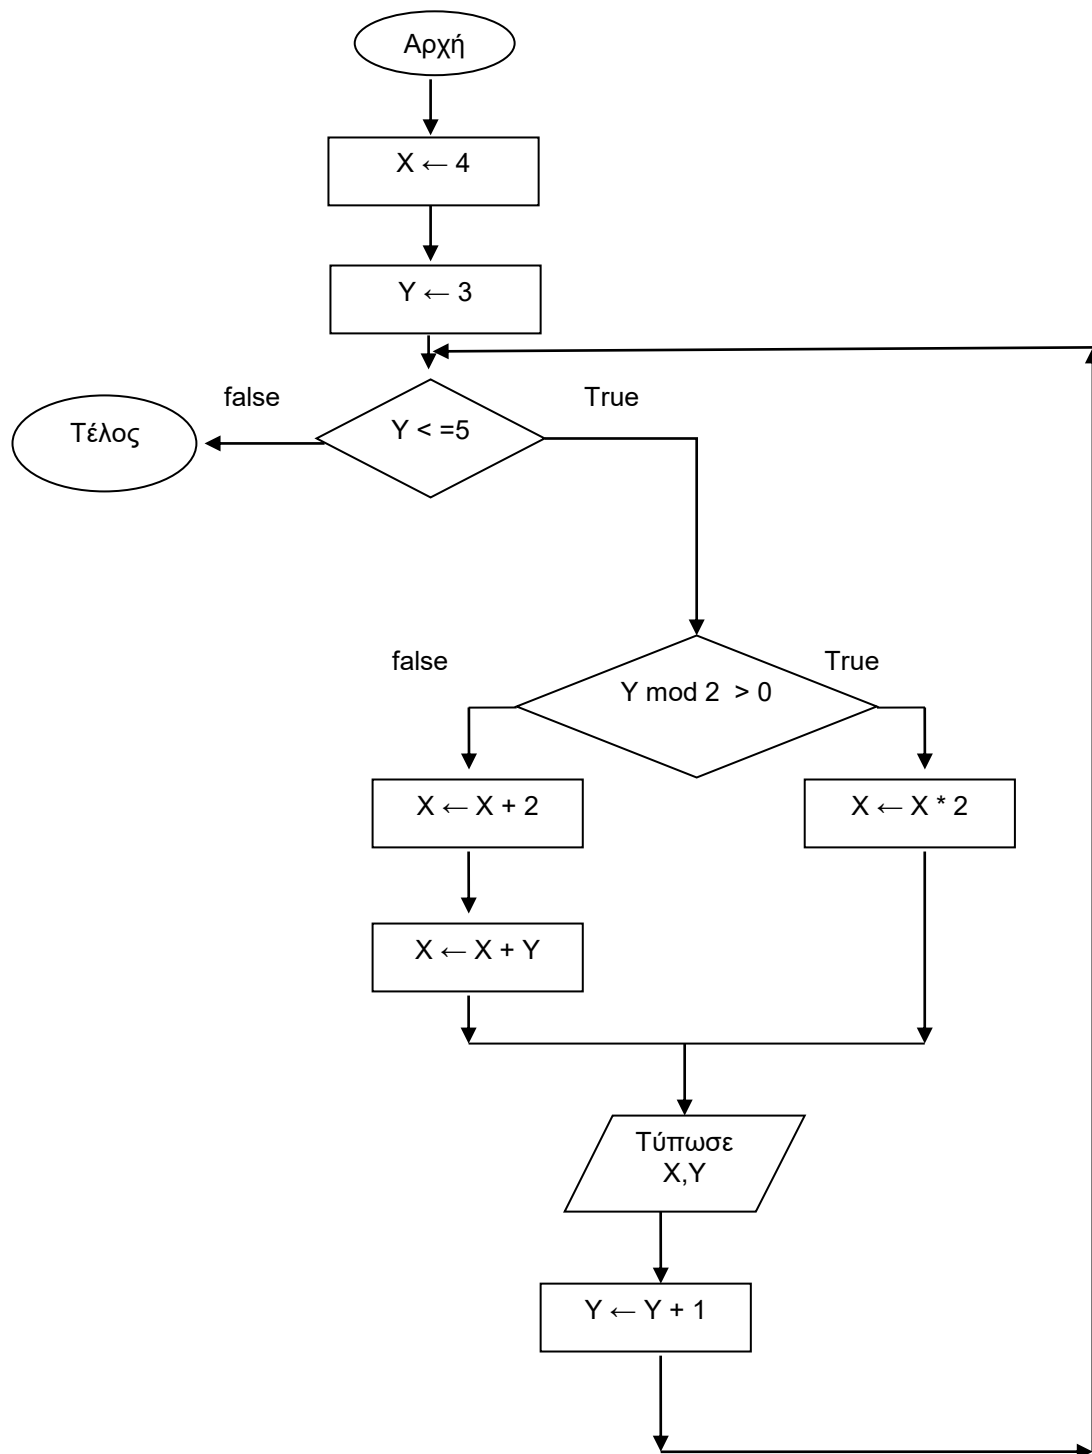 Αρχή
X ← 4
Y ← 3
false
True
Τέλος
Y < =5
false
True
Y mod 2 > 0
X ← X + 2
X ← X * 2
X ← X + Y
Τύπωσε
X,Y
Y ← Y + 1